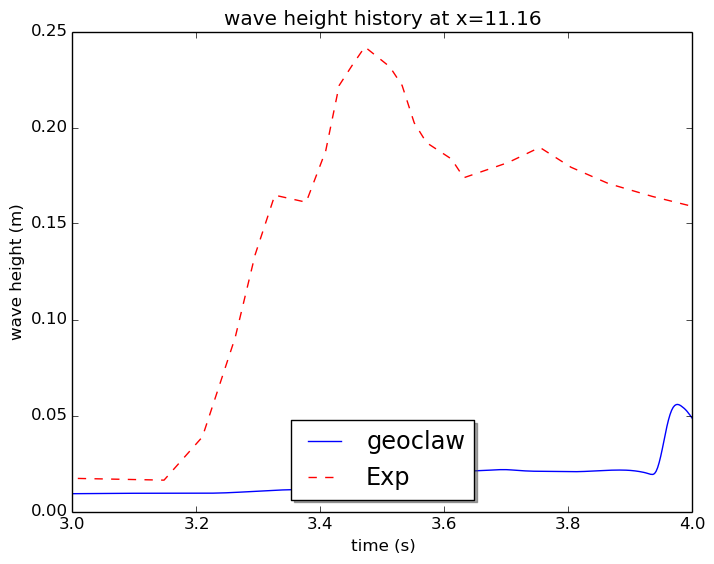 wave height history at x=11.16
0.25
0.20
0.15
0.10
0.05
0.00
wave height (m)
geoclaw
Exp
3.0 3.2 3.4 3.6 3.8 4.0
time (s)